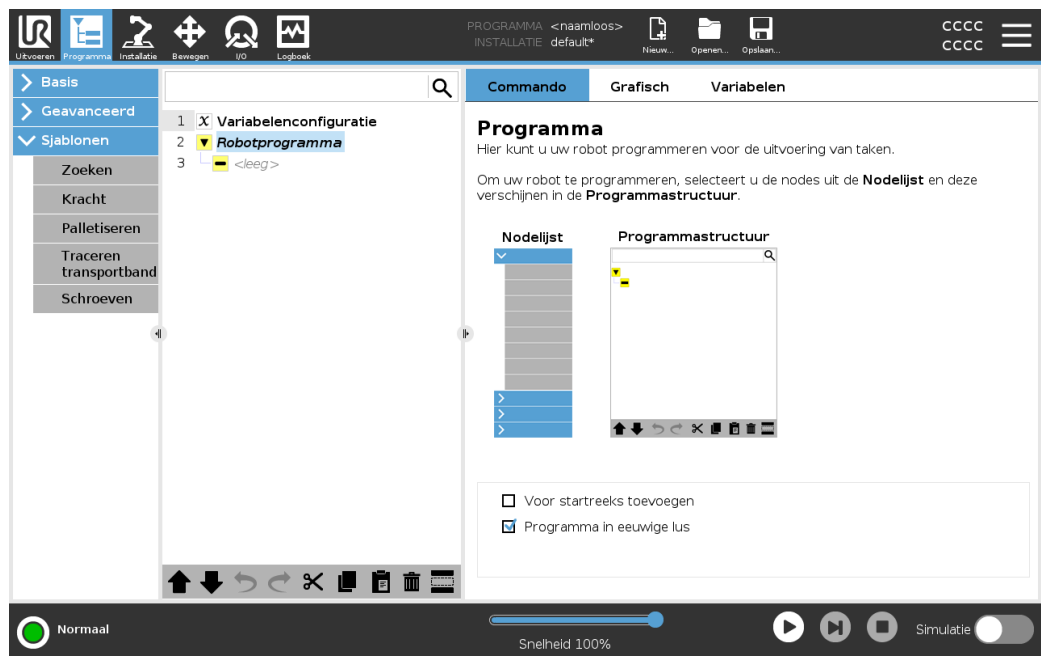 PROGRAMMA <naamloos>
INSTALLATIE default*
Uitvoeren
Programma
Installatie
Bewegen
I/O
Logboek
Nieuw...
Openen...
Opslaan...
CCCC
CCCC
Basis
Geavanceerd
Sjablonen
Zoeken
Kracht
Palletiseren
Traceren
transportband
Schroeven
1 X Variabelenconfiguratie
2 Robotprogramma
3 <leeg>
Commando
Grafisch
Variabelen
Programma
Hier kunt u uw robot programmeren voor de uitvoering van taken.
Om uw robot te programmeren, selecteert u de nodes uit de Nodelijst en deze
verschijnen in de Programmastructuur.
Nodelijst
Programmastructuur
Voor startreeks toevoegen
Programma in eeuwige lus
Normaal
Snelheid 100%
Simulatie